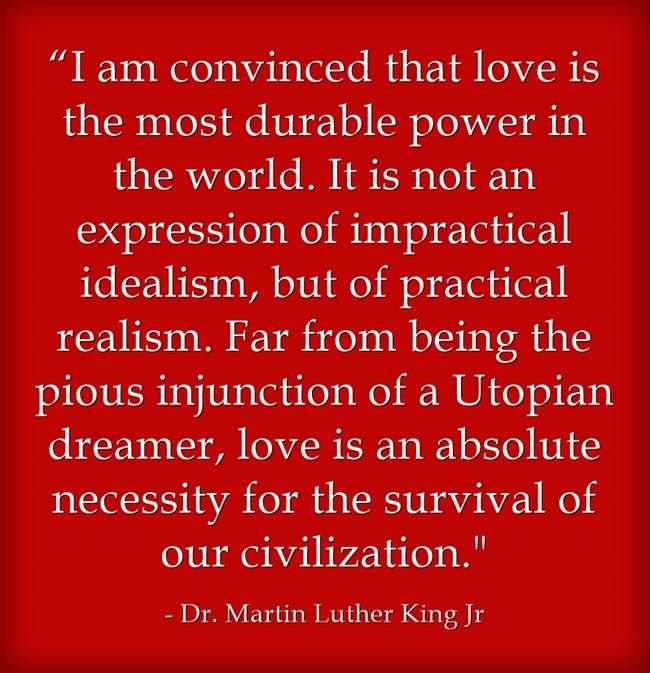 “I am convinced that love is
the most durable power in
the world. It is not an
expression of impractical
idealism, but of practical
realism. Far from being the
pious injunction of a Utopian
dreamer, love is an absolute
necessity for the survival of
our civilization."
- Dr. Martin Luther King Jr